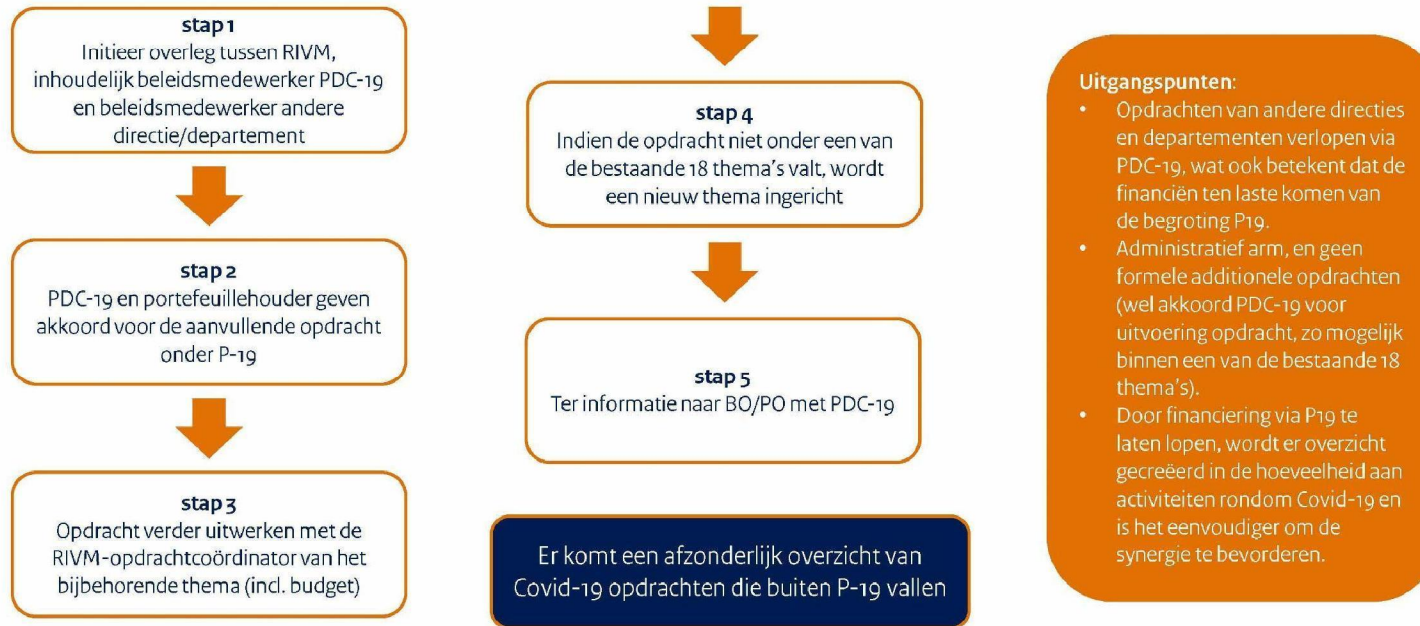 stap 1
Initieer overleg tussen RIVM,
inhoudelijk beleidsmedewerker PDC-19
en beleidsmedewerker andere
directie/departement
stap 2
PDC-19 en portefeuillehouder geven
akkoord voor de aanvullende opdracht
onder P-19
stap 3
Opdracht verder uitwerken met de
RIVM-opdrachtcoördinator van het
bijbehorende thema (incl. budget)
stap 4
Indien de opdracht niet onder een van
de bestaande 18 thema's valt, wordt
een nieuw thema ingericht
stap 5
Ter informatie naar BO/PO met PDC-19
Er komt een afzonderlijk overzicht van
Covid-19 opdrachten die buiten P-19 vallen
Uitgangspunten:
• Opdrachten van andere directies
en departementen verlopen via
PDC-19, wat ook betekent dat de
financiën ten laste komen van
de begroting P19.
• Administratief arm, en geen
formele additionele opdrachten
(wel akkoord PDC-19 voor
uitvoering opdracht, zo mogelijk
binnen een van de bestaande 18
thema's).
• Door financiering via P19 te
laten lopen, wordt er overzicht
gecreëerd in de hoeveelheid aan
activiteiten rondom Covid-19 en
is het eenvoudiger om de
synergie te bevorderen.